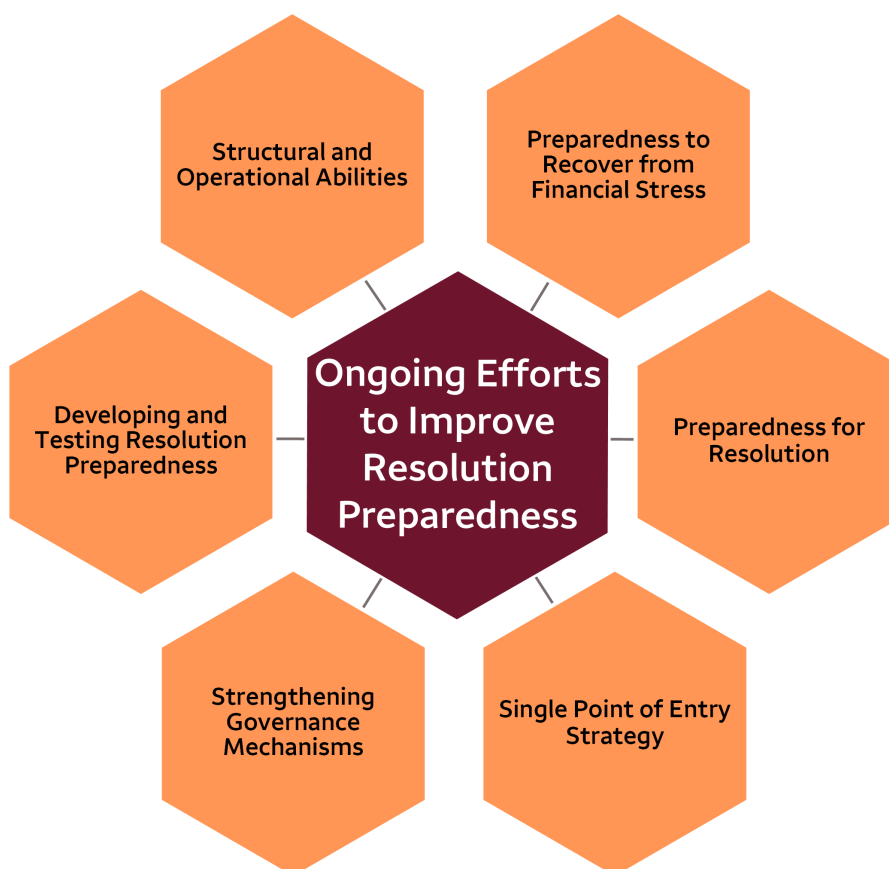 Structural and
Operational Abilities
Preparedness to
Recover from
Financial Stress
Ongoing Efforts
to Improve
Resolution
Preparedness
Developing and
Testing Resolution
Preparedness
Preparedness for
Resolution
Strengthening
Governance
Mechanisms
Single Point of Entry
Strategy